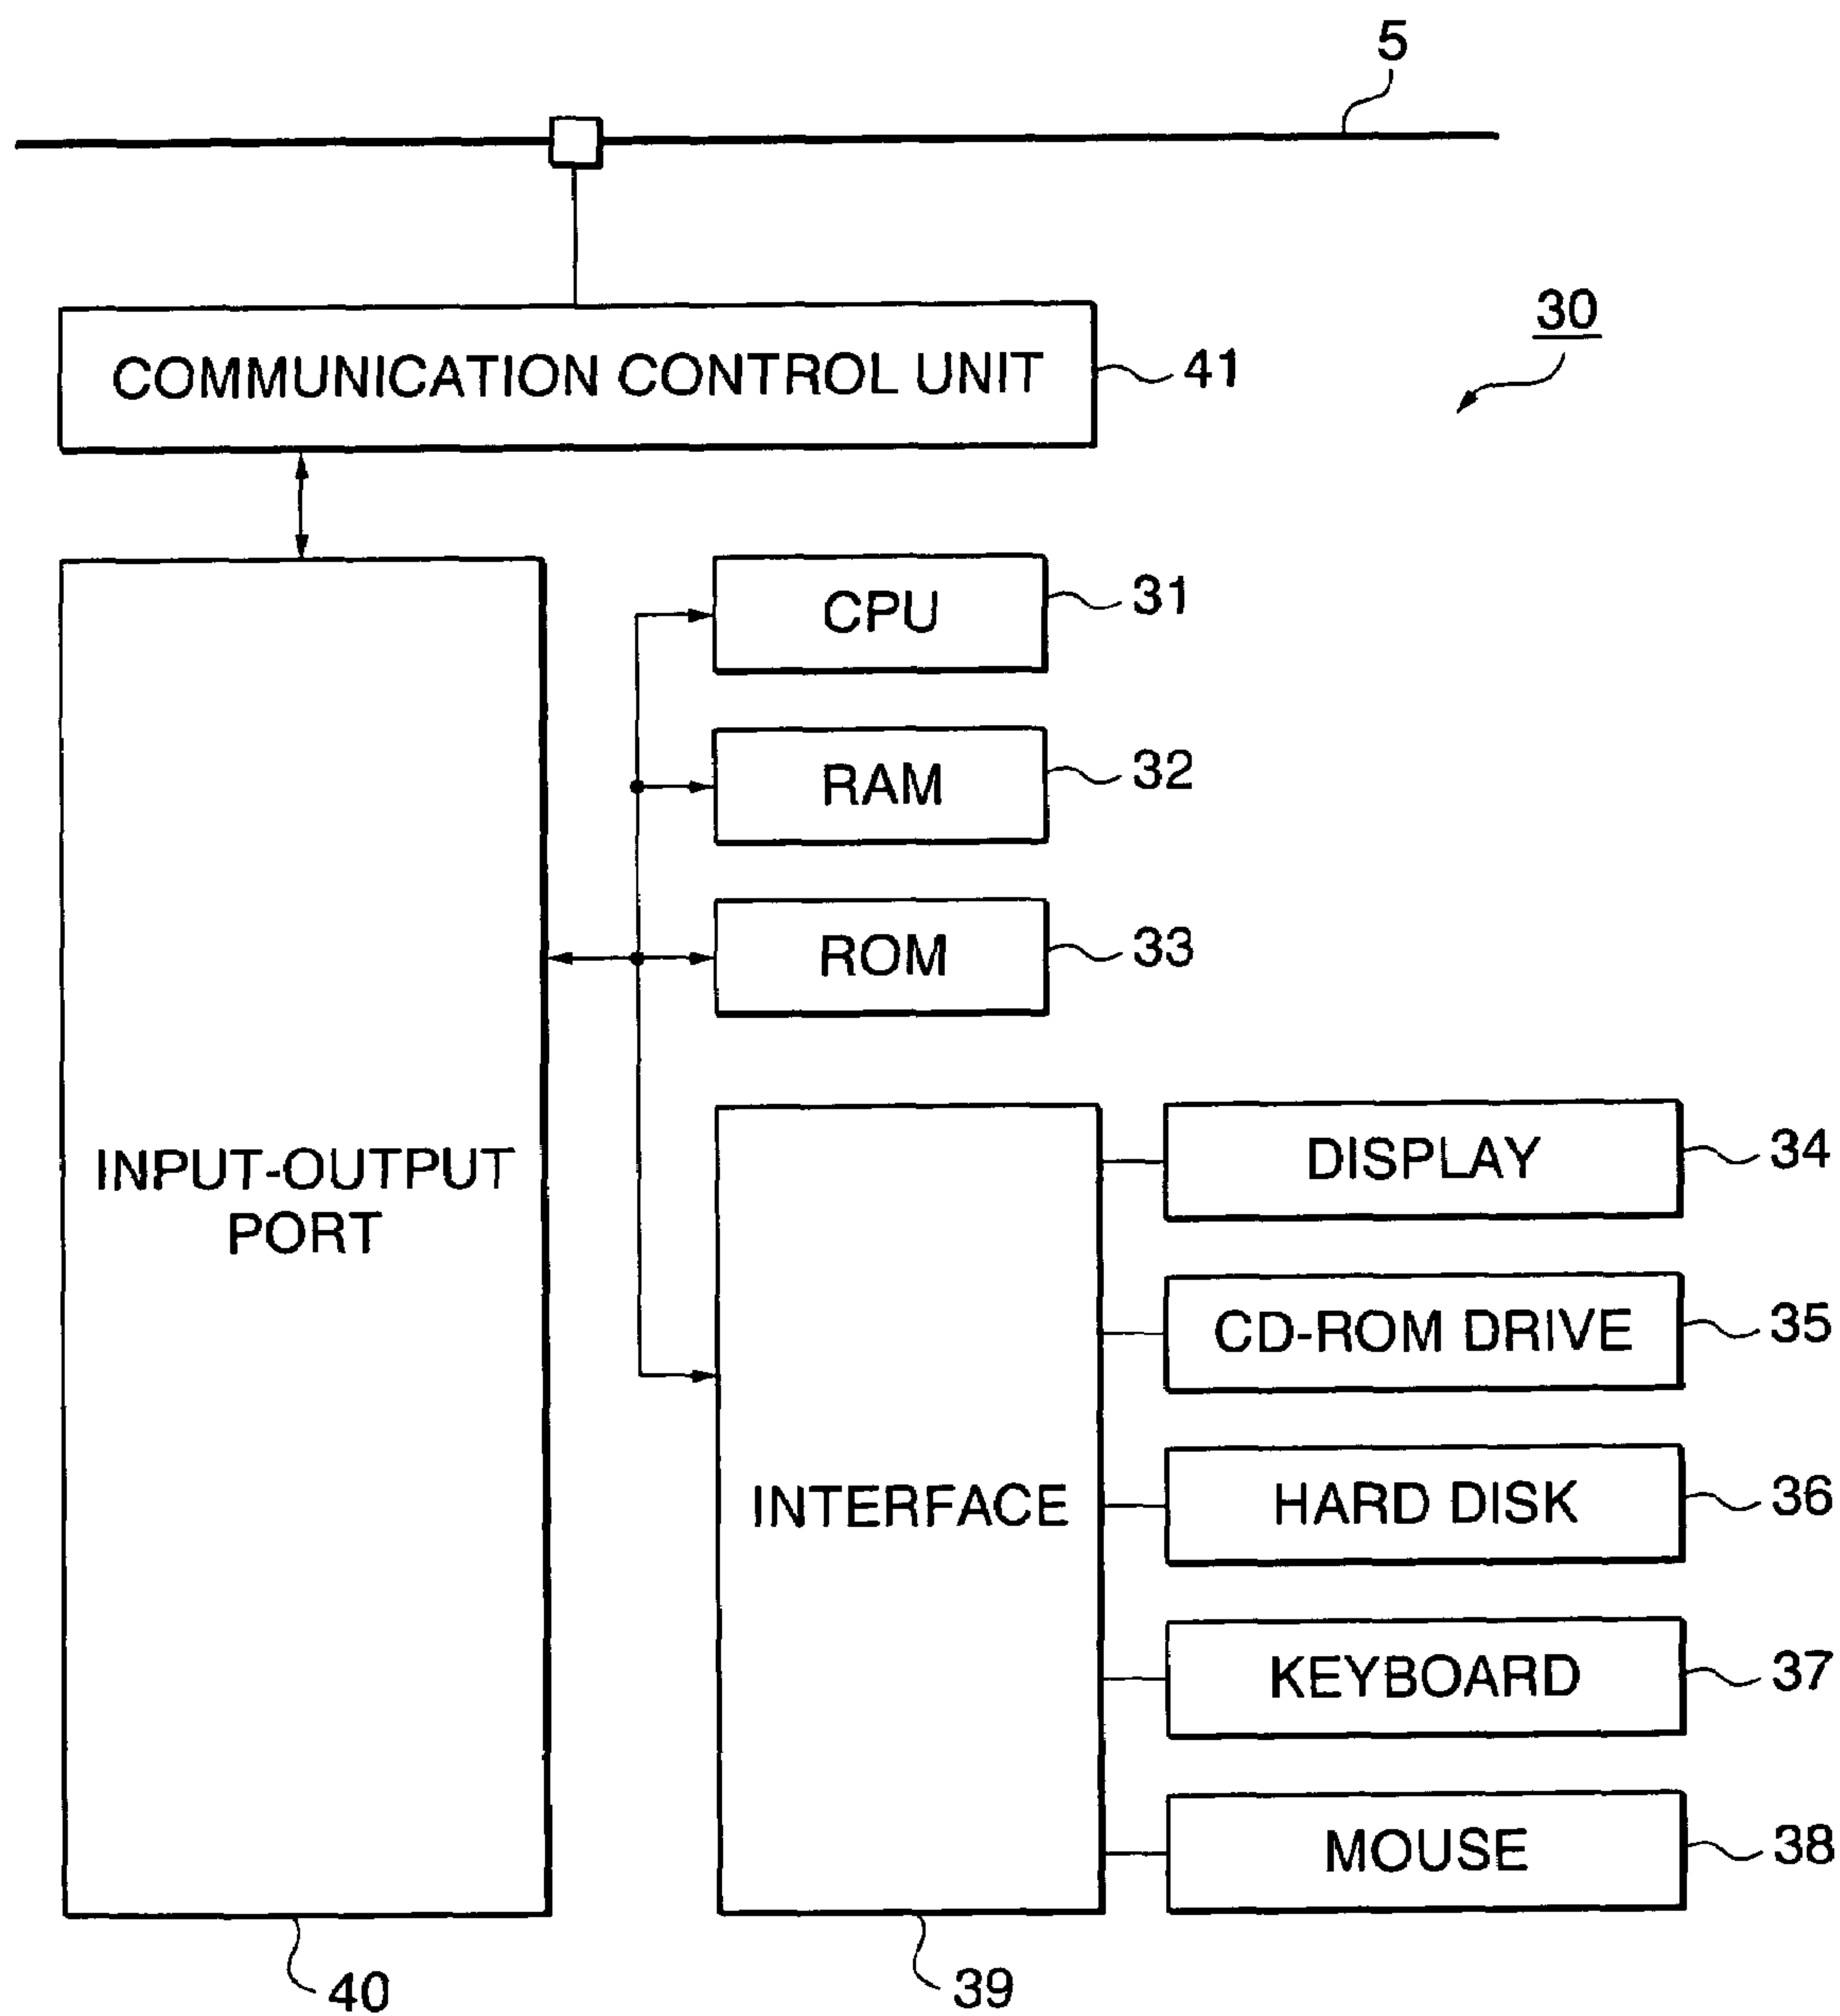 5
30
COMMUNICATION CONTROL UNIT
41
CPU
31
RAM
32
ROM
33
INPUT-OUTPUT
PORT
40
INTERFACE
39
DISPLAY
34
CD-ROM DRIVE
35
HARD DISK
36
KEYBOARD
37
MOUSE
38